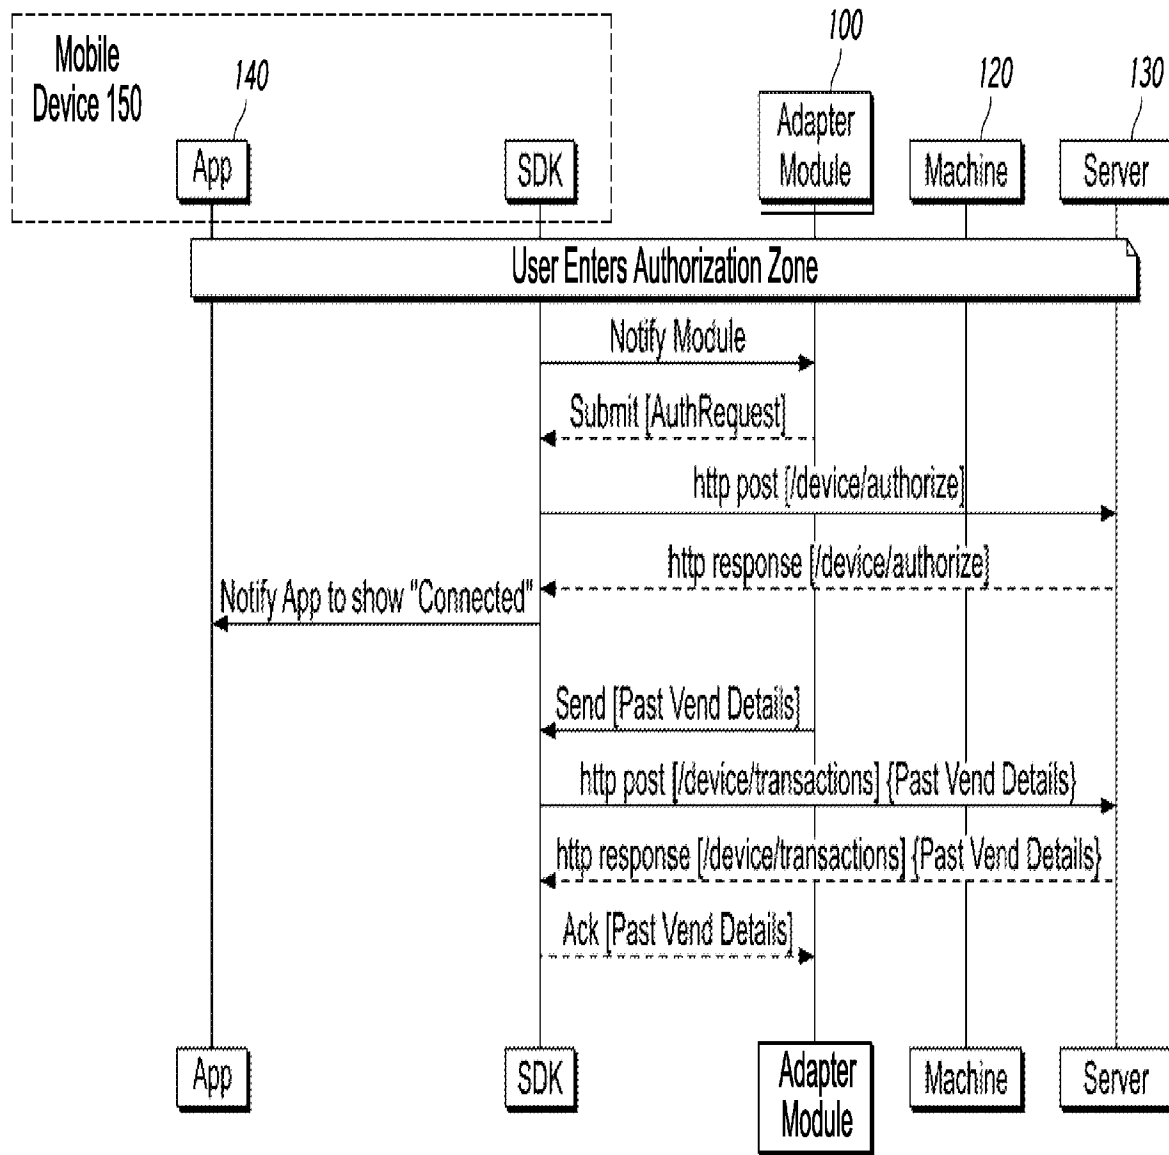 Mobile
Device 150
140
100
120
130
App
SDK
Adapter
Module
Machine
Server
User Enters Authorization Zone
Notify Module
Submit [AuthRequest]
http post [/device/authorize]
http response [/device/authorize]
Notify App to show "Connected"
Send [Past Vend Details]
http post [/device/transactions] {Past Vend Details}
http response [/device/transactions] {Past Vend Details}
Ack [Past Vend Details]
App
SDK
Adapter
Module
Machine
Server